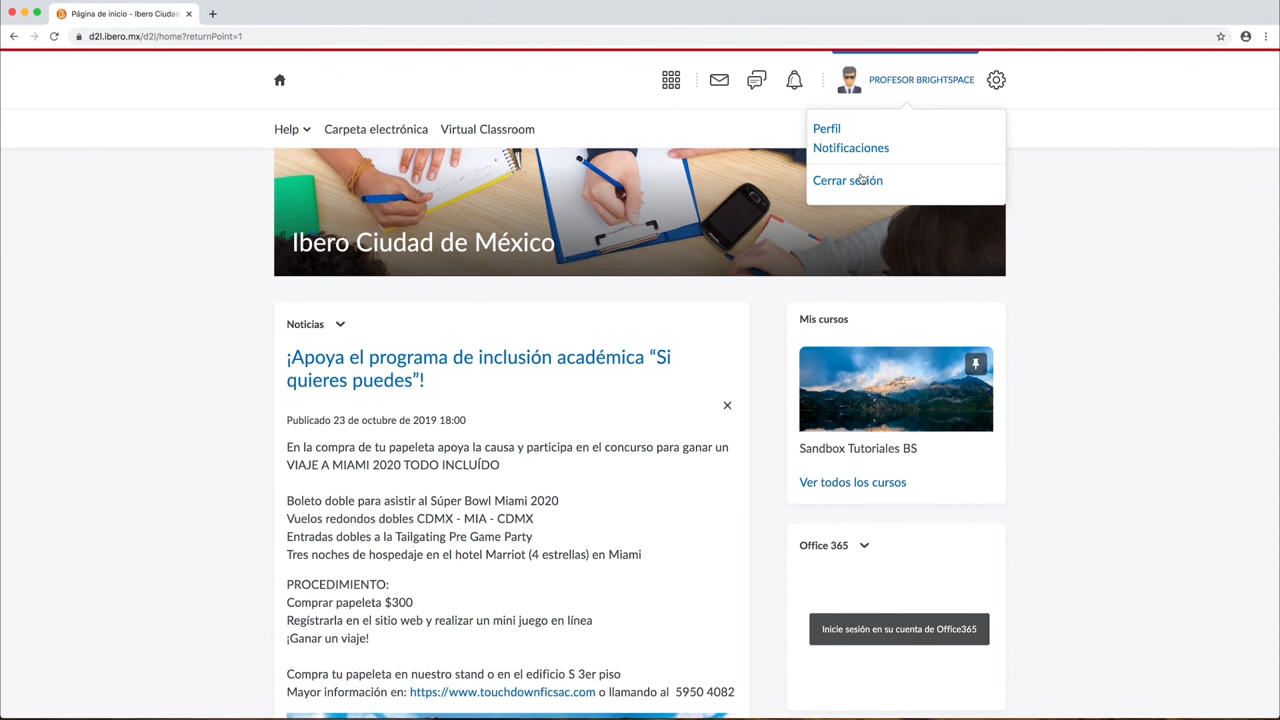 Página de inicio - Ibero Ciudad
d2l.ibero.mx/d2l/home?returnPoint=1
PROFESOR BRIGHTSPACE
Help
Carpeta electrónica
Virtual Classroom
Perfil
Notificaciones
Cerrar sesión
Ibero Ciudad de México
Noticias
¡Apoya el programa de inclusión académica “Si
quieres puedes”!
Publicado 23 de octubre de 2019 18:00
En la compra de tu papeleta apoya la causa y participa en el concurso para ganar un
VIAJE A MIAMI 2020 TODO INCLUÍDO
Boleto doble para asistir al Súper Bowl Miami 2020
Vuelos redondos dobles CDMX - MIA - CDMX
Entradas dobles a la Tailgating Pre Game Party
Tres noches de hospedaje en el hotel Marriot (4 estrellas) en Miami
PROCEDIMIENTO:
Comprar papeleta $300
Regístrarla en el sitio web y realizar un mini juego en línea
¡Ganar un viaje!
Compra tu papeleta en nuestro stand o en el edificio S 3er piso
Mayor información en: https://www.touchdownficsac.com o llamando al 5950 4082
Mis cursos
Sandbox Tutoriales BS
Ver todos los cursos
Office 365
Inicie sesión en su cuenta de Office365